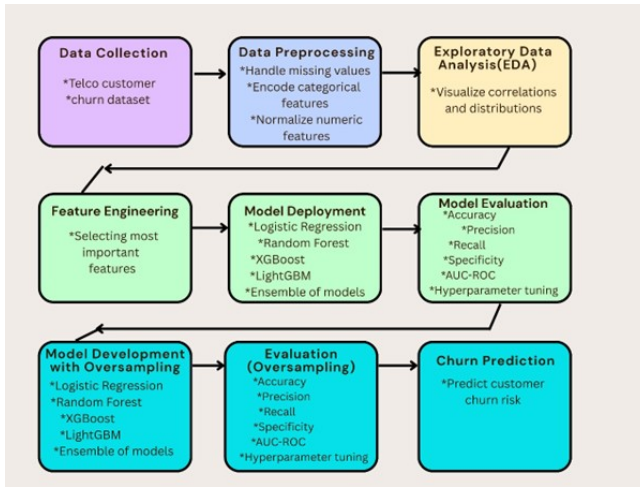 Data Collection
*Telco customer
*churn dataset
Data Preprocessing
*Handle missing values
*Encode categorical
features
*Normalize numeric
features
Exploratory Data
Analysis(EDA)
*Visualize correlations
and distributions
Feature Engineering
*Selecting most
important
features
Model Deployment
*Logistic Regression
*Random Forest
*XGBoost
*LightGBM
*Ensemble of models
Model Evaluation
*Accuracy
*Precision
*Recall
*Specificity
*AUC-ROC
*Hyperparameter tuning
Model Development
with Oversampling
*Logistic Regression
*Random Forest
*XGBoost
*LightGBM
*Ensemble of models
Evaluation
(Oversampling)
*Accuracy
*Precision
*Recall
*Specificity
*AUC-ROC
*Hyperparameter tuning
Churn Prediction
*Predict customer
churn risk